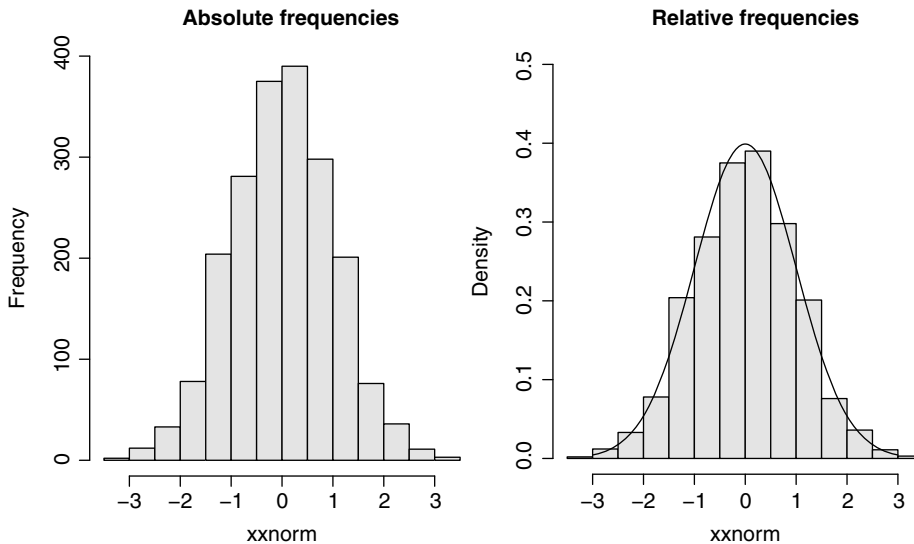 Absolute frequencies
Frequency
0
100
200
300
400
−3 −2 −1 0 1 2 3
xxnorm
Relative frequencies
Density
0.0
0.1
0.2
0.3
0.4
0.5
−3 −2 −1 0 1 2 3
xxnorm